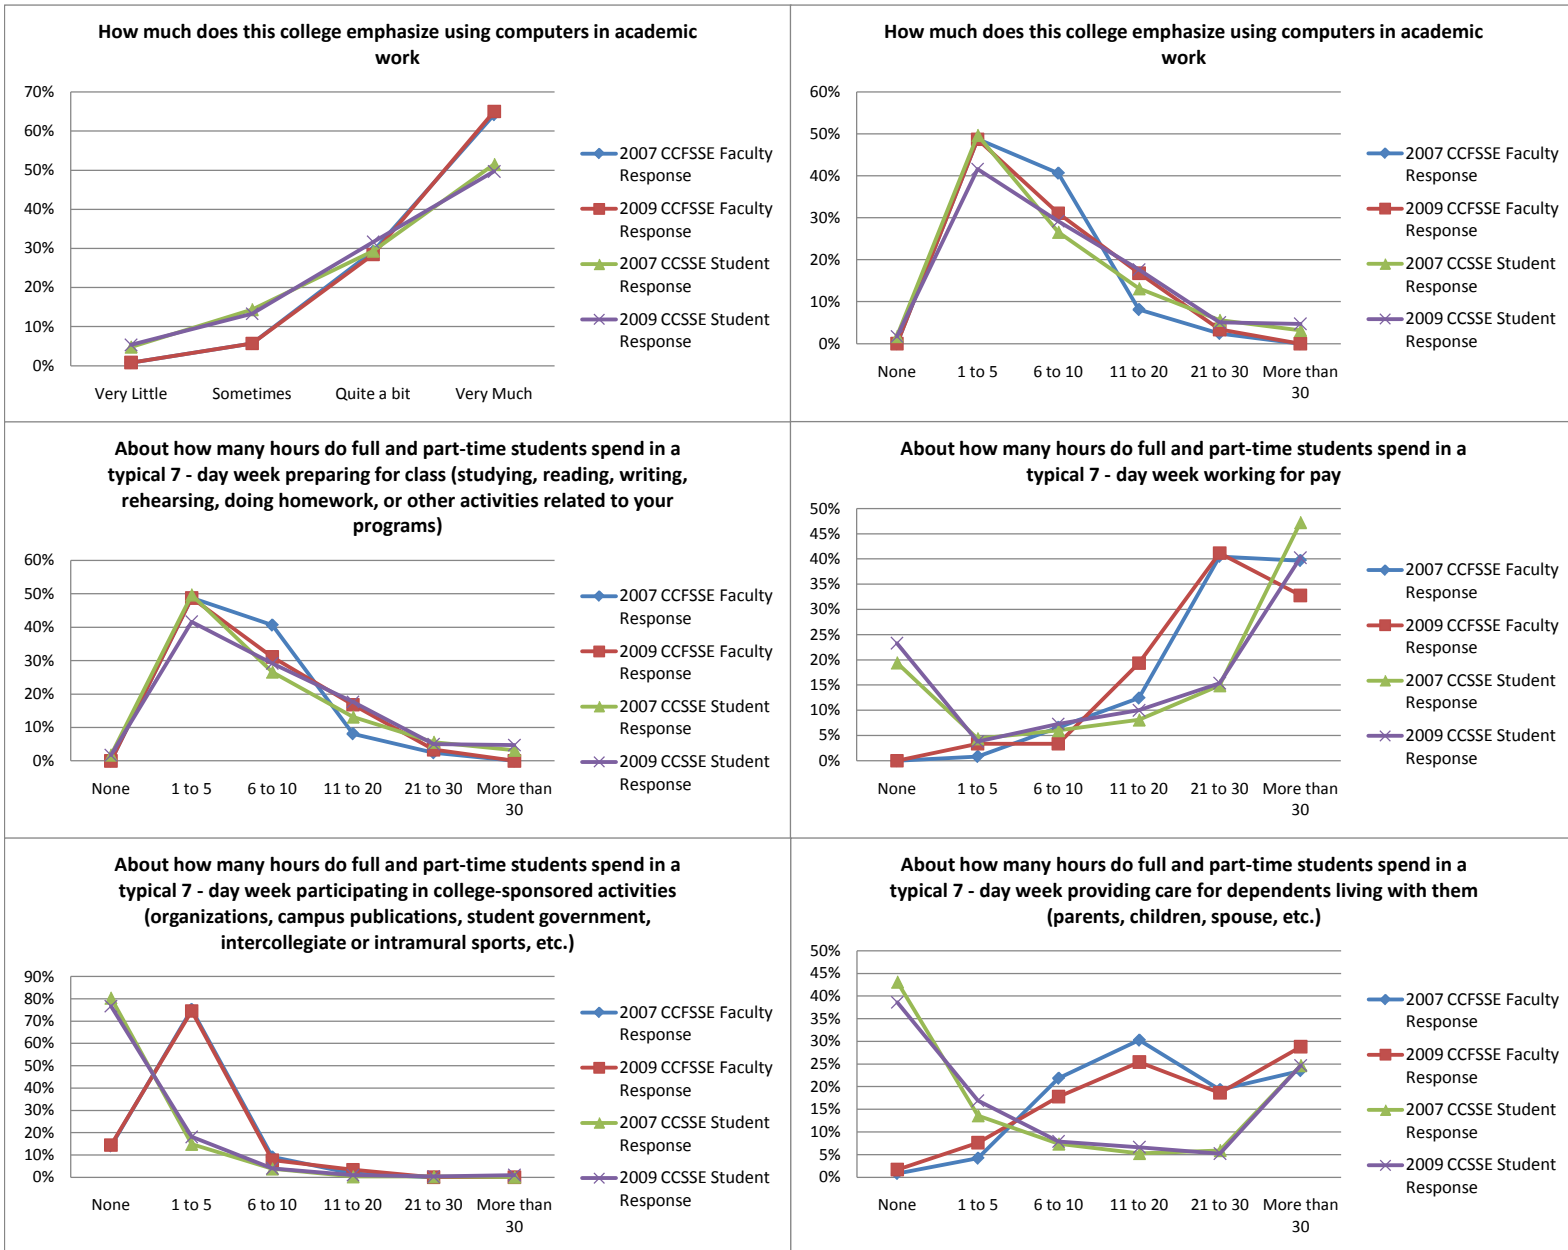 How much does this college emphasize using computers in academic
work
70%
60%
50%
40%
30%
20%
10%
0%
Very Little Sometimes Quite a bit Very Much
2007 CCFSSE Faculty
Response
2009 CCFSSE Faculty
Response
2007 CCSSE Student
Response
2009 CCSSE Student
Response
How much does this college emphasize using computers in academic
work
60%
50%
40%
30%
20%
10%
0%
None 1 to 5 6 to 10 11 to 20 21 to 30 More than
30
2007 CCFSSE Faculty
Response
2009 CCFSSE Faculty
Response
2007 CCSSE Student
Response
2009 CCSSE Student
Response
About how many hours do full and part-time students spend in a
typical 7 - day week preparing for class (studying, reading, writing,
rehearsing, doing homework, or other activities related to your
programs)
60%
50%
40%
30%
20%
10%
0%
None 1 to 5 6 to 10 11 to 20 21 to 30 More than
30
2007 CCFSSE Faculty
Response
2009 CCFSSE Faculty
Response
2007 CCSSE Student
Response
2009 CCSSE Student
Response
About how many hours do full and part-time students spend in a
typical 7 - day week working for pay
50%
45%
40%
35%
30%
25%
20%
15%
10%
5%
0%
None 1 to 5 6 to 10 11 to 20 21 to 30 More than
30
2007 CCFSSE Faculty
Response
2009 CCFSSE Faculty
Response
2007 CCSSE Student
Response
2009 CCSSE Student
Response
About how many hours do full and part-time students spend in a
typical 7 - day week participating in college-sponsored activities
(organizations, campus publications, student government,
intercollegiate or intramural sports, etc.)
90%
80%
70%
60%
50%
40%
30%
20%
10%
0%
None 1 to 5 6 to 10 11 to 20 21 to 30 More than
30
2007 CCFSSE Faculty
Response
2009 CCFSSE Faculty
Response
2007 CCSSE Student
Response
2009 CCSSE Student
Response
About how many hours do full and part-time students spend in a
typical 7 - day week providing care for dependents living with them
(parents, children, spouse, etc.)
50%
45%
40%
35%
30%
25%
20%
15%
10%
5%
0%
None 1 to 5 6 to 10 11 to 20 21 to 30 More than
30
2007 CCFSSE Faculty
Response
2009 CCFSSE Faculty
Response
2007 CCSSE Student
Response
2009 CCSSE Student
Response